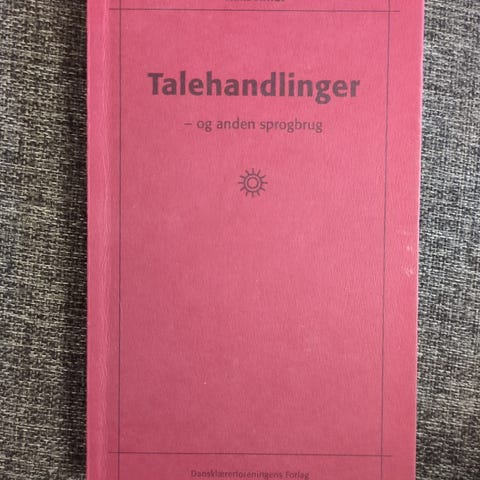 Talehandlinger
– og anden sprogbrug
Dansklærerforeningens Forlag